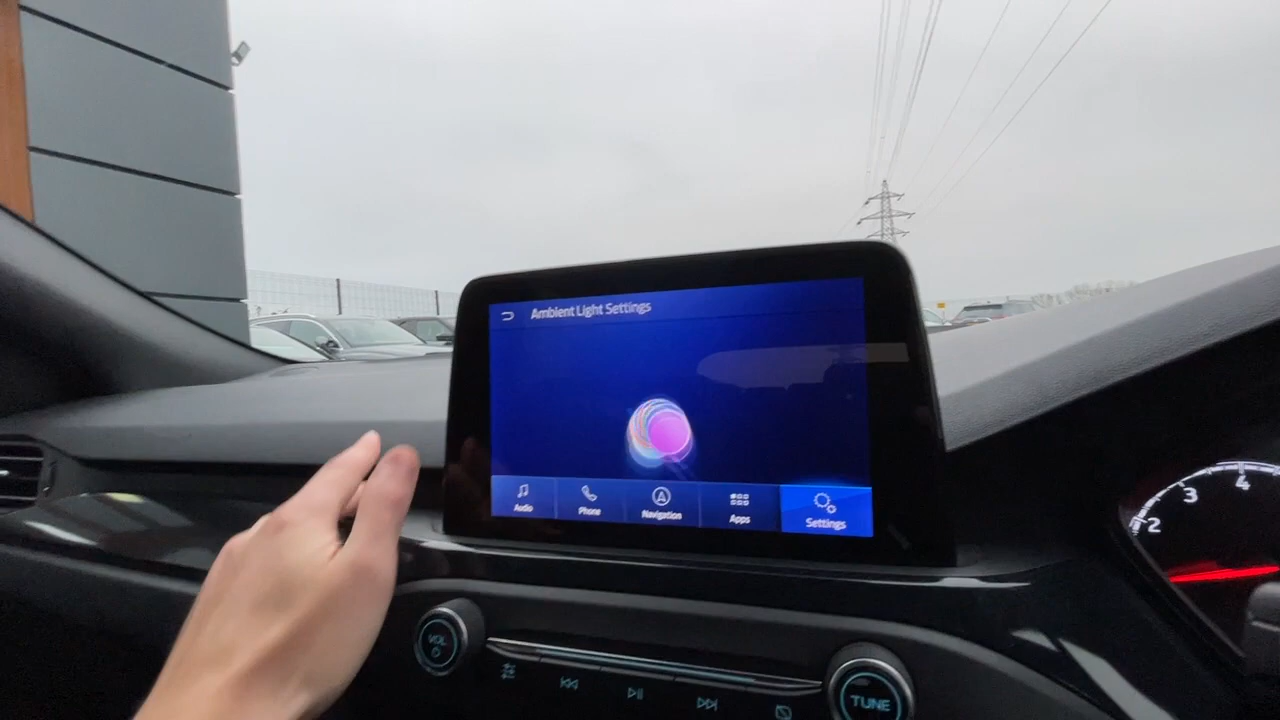 Ambient Light Settings
Audio
Phone
Navigation
Apps
Settings
2
3
4
VOL
TUNE